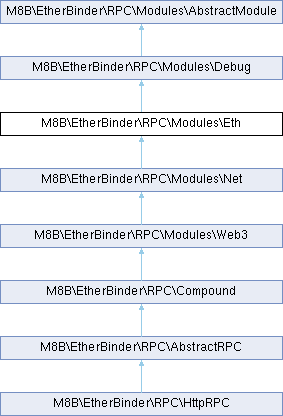 M8B\EtherBinder\RPC\Modules\AbstractModule
M8B\EtherBinder\RPC\Modules\Debug
M8B\EtherBinder\RPC\Modules\Eth
M8B\EtherBinder\RPC\Modules\Net
M8B\EtherBinder\RPC\Modules\Web3
M8B\EtherBinder\RPC\Compound
M8B\EtherBinder\RPC\AbstractRPC
M8B\EtherBinder\RPC\HttpRPC